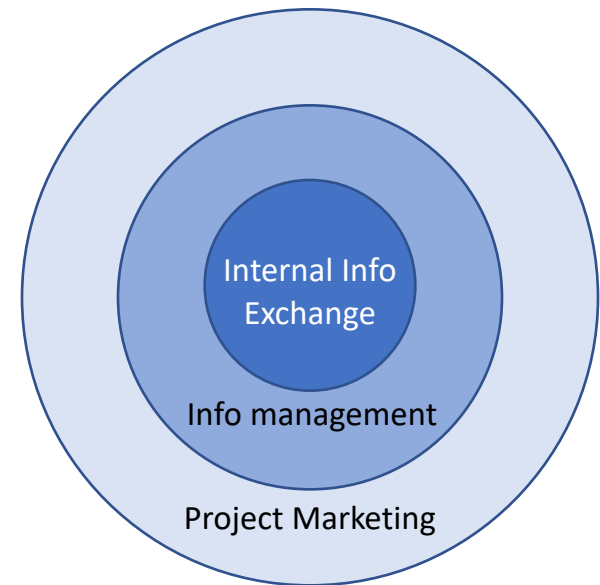 Internal Info
Exchange
Info management
Project Marketing